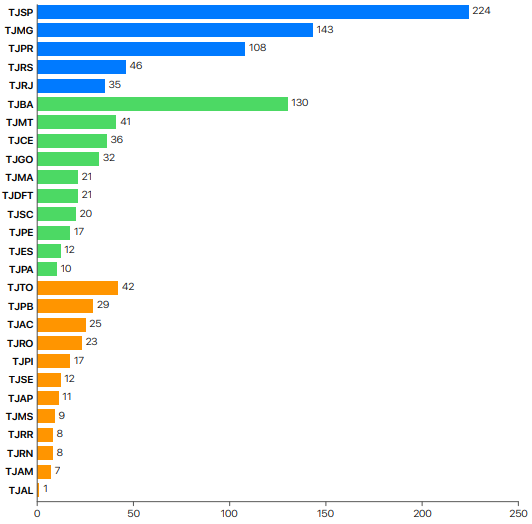 TJSP 224
TJMG 143
TJPR 108
TJRS 46
TJRJ 35
TJBA 130
TJMT 41
TJCE 36
TJGO 32
TJMA 21
TJDFT 21
TJSC 20
TJPE 17
TJES 12
TJPA 10
TJTO 42
TJPB 29
TJAC 25
TJRO 23
TJPI 17
TJSE 12
TJAP 11
TJMS 9
TJRR 8
TJRN 8
TJAM 7
TJAL 1
0 50 100 150 200 250